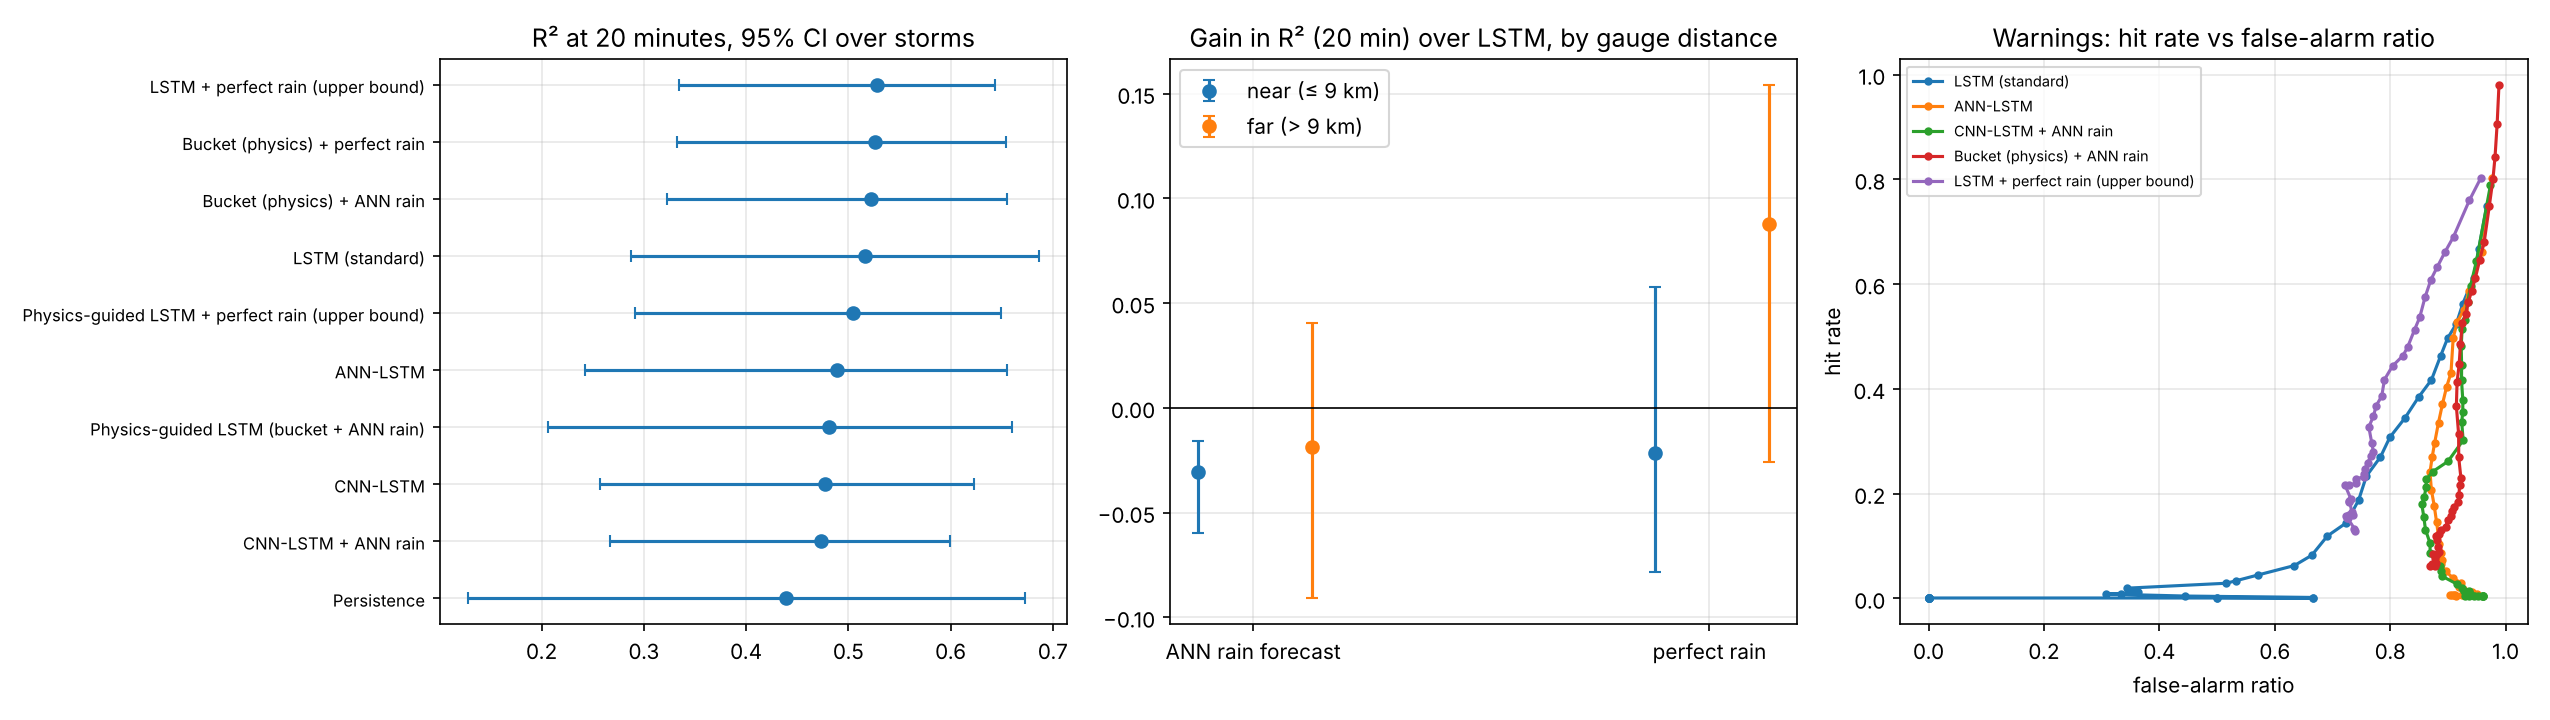 R² at 20 minutes, 95% CI over storms
LSTM + perfect rain (upper bound)
Bucket (physics) + perfect rain
Bucket (physics) + ANN rain
LSTM (standard)
Physics-guided LSTM + perfect rain (upper bound)
ANN-LSTM
Physics-guided LSTM (bucket + ANN rain)
CNN-LSTM
CNN-LSTM + ANN rain
Persistence
0.2 0.3 0.4 0.5 0.6 0.7
Gain in R² (20 min) over LSTM, by gauge distance
near (≤ 9 km)
far (> 9 km)
0.15
0.10
0.05
0.00
−0.05
−0.10
ANN rain forecast perfect rain
Warnings: hit rate vs false-alarm ratio
LSTM (standard)
ANN-LSTM
CNN-LSTM + ANN rain
Bucket (physics) + ANN rain
LSTM + perfect rain (upper bound)
hit rate
1.0
0.8
0.6
0.4
0.2
0.0
0.0 0.2 0.4 0.6 0.8 1.0
false-alarm ratio